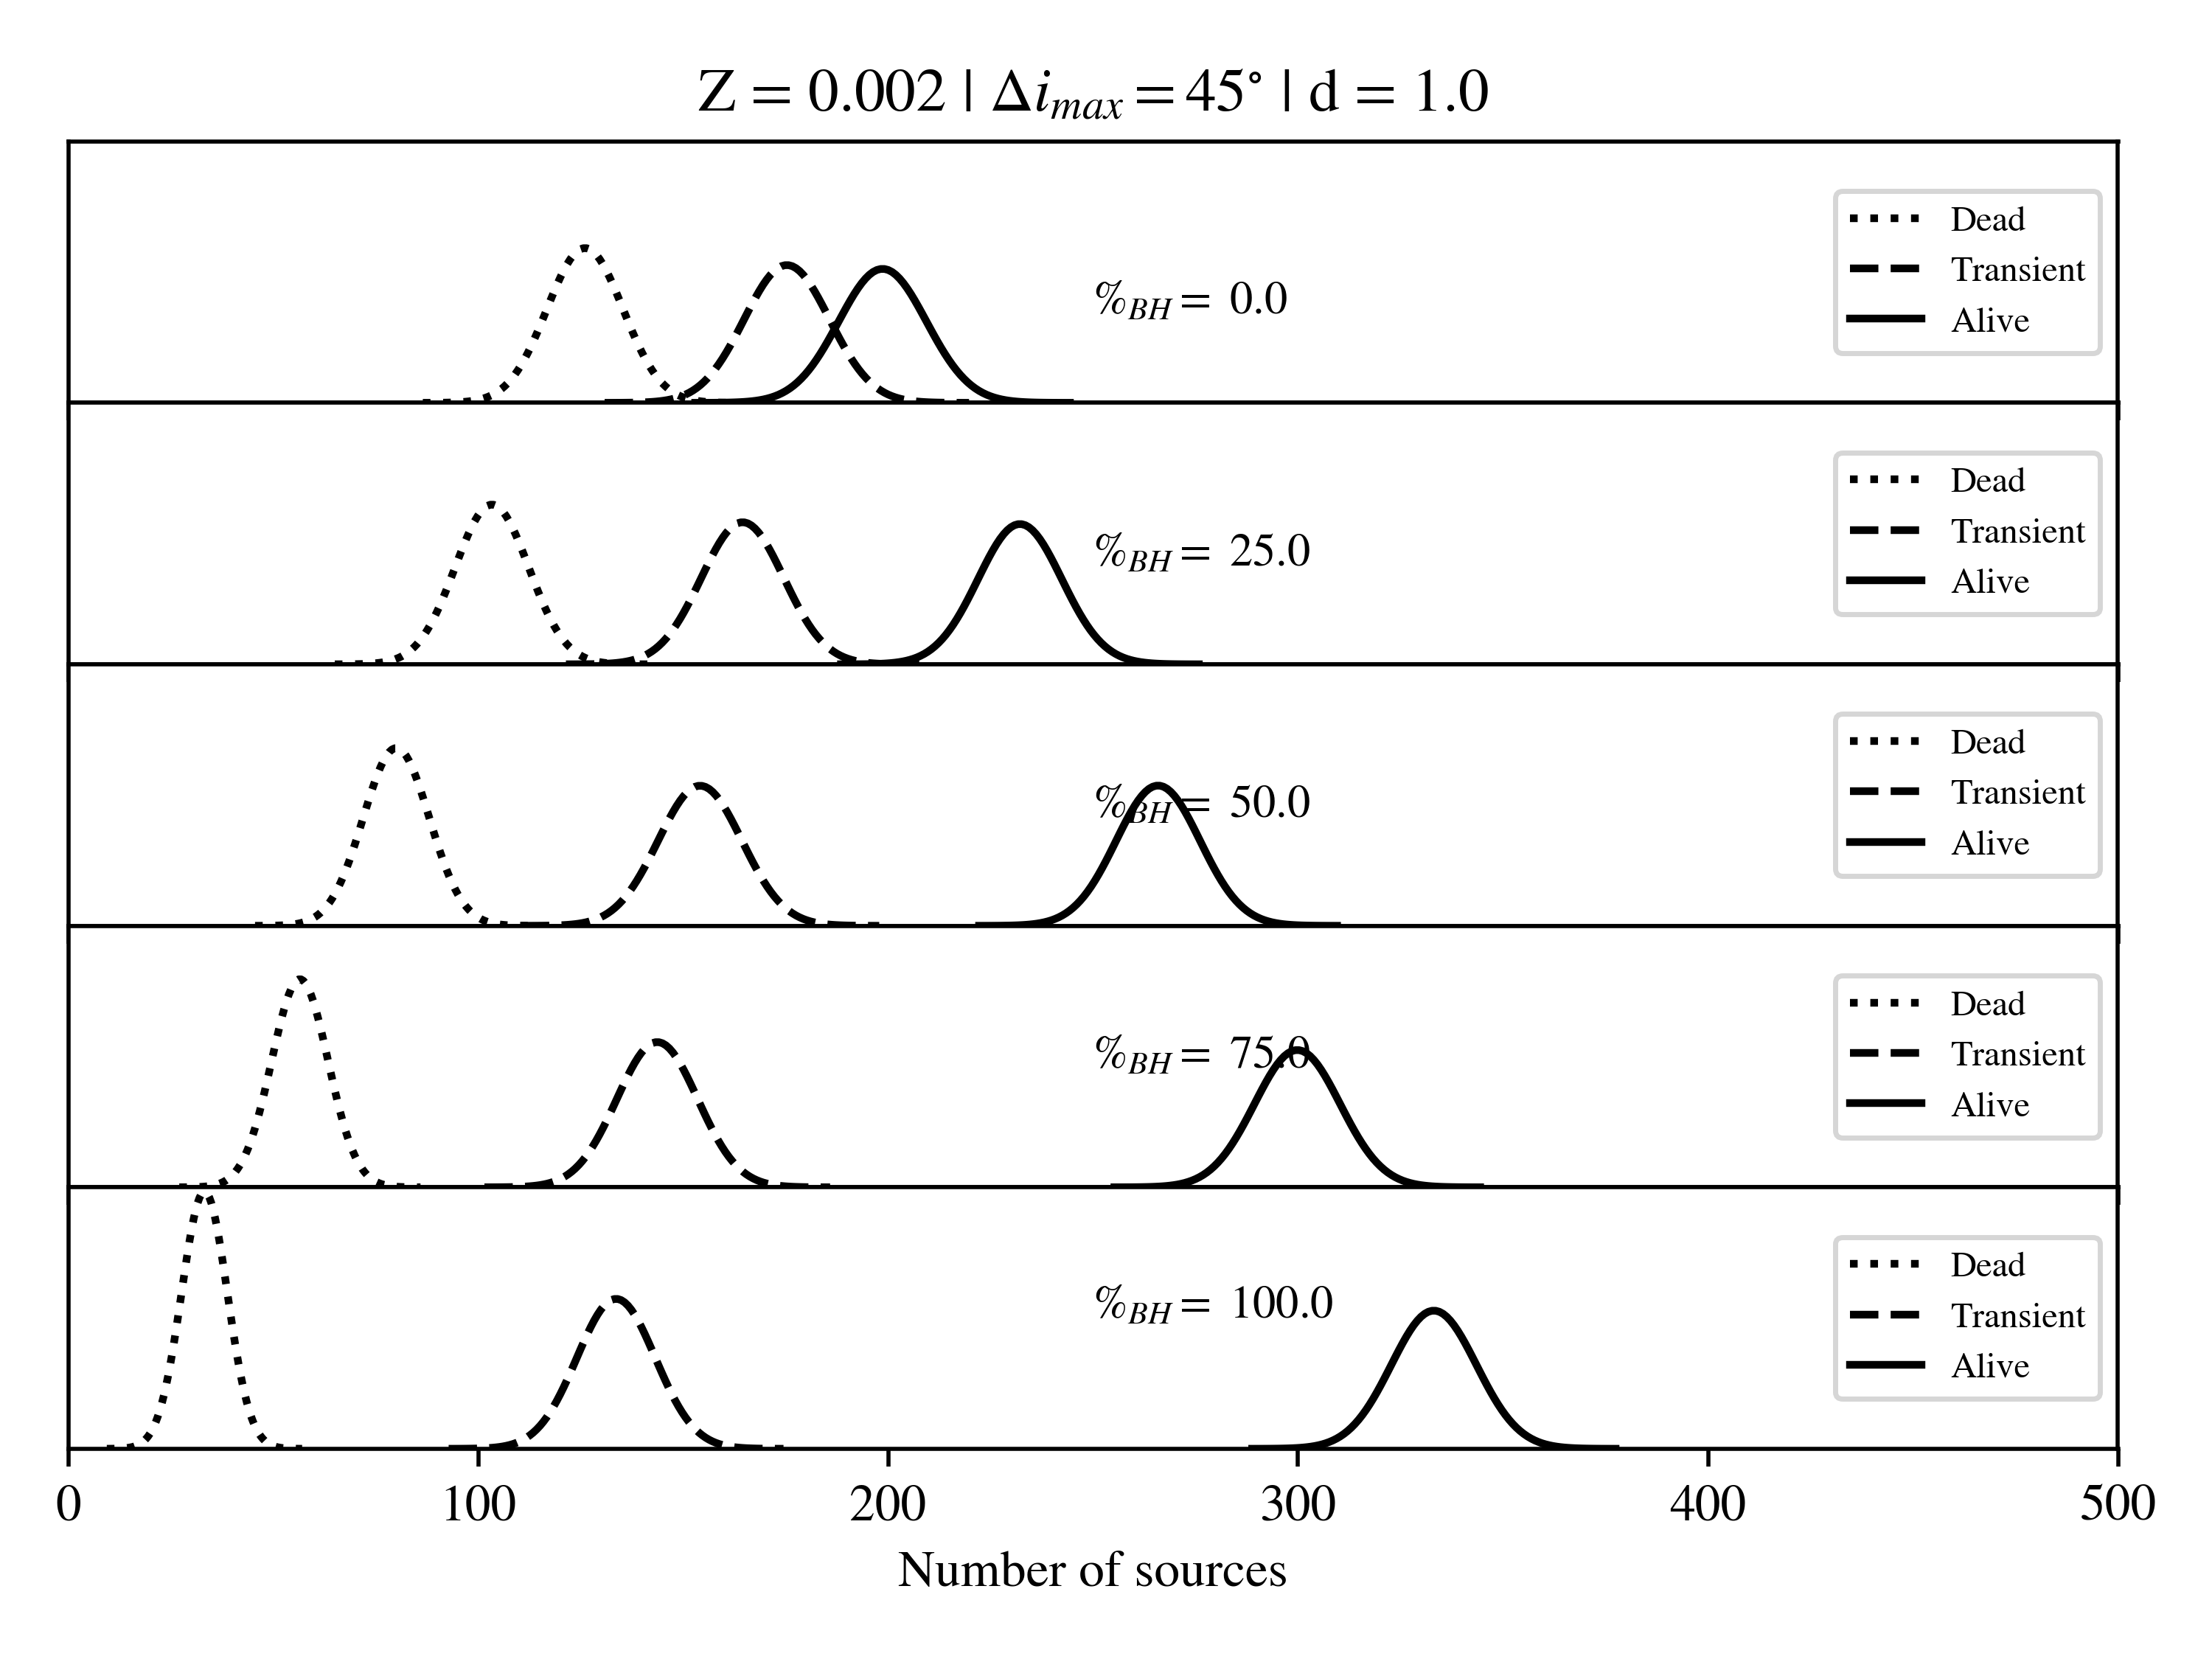 Z = 0.002 | Δi_max = 45° | d = 1.0
%_BH = 0.0
Dead
Transient
Alive
%_BH = 25.0
Dead
Transient
Alive
%_BH = 50.0
Dead
Transient
Alive
%_BH = 75.0
Dead
Transient
Alive
%_BH = 100.0
Dead
Transient
Alive
0 100 200 300 400 500
Number of sources